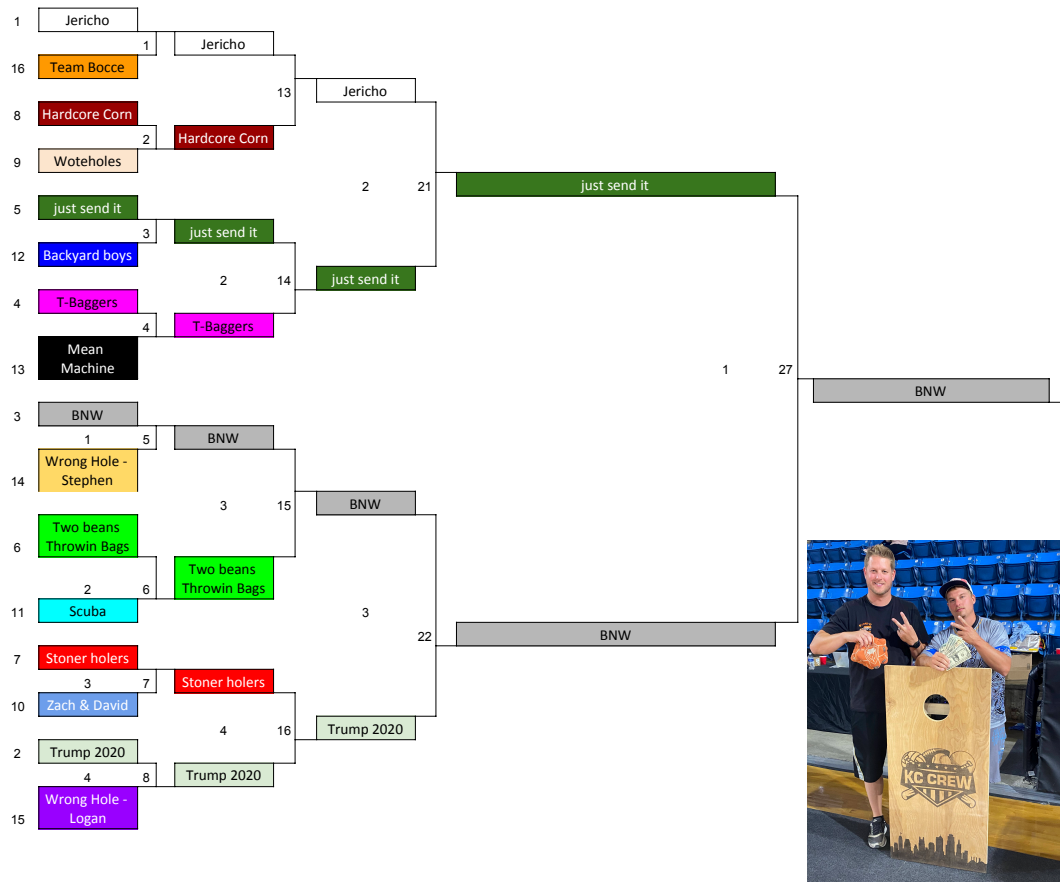 1 Jericho
1 Jericho
16 Team Bocce
13 Jericho
8 Hardcore Corn
2 Hardcore Corn
9 Woteholes
2 21 just send it
5 just send it
3 just send it
12 Backyard boys
2 14 just send it
4 T-Baggers
4 T-Baggers
Mean
13 Machine
1 27 BNW
3 BNW
1 5 BNW
Wrong Hole -
14 Stephen
3 15 BNW
Two beans
6 Throwin Bags
2 6 Two beans
Throwin Bags
11 Scuba
3 22 BNW
7 Stoner holers
3 7 Stoner holers
10 Zach & David
4 16 Trump 2020
2 Trump 2020
4 8 Trump 2020
Wrong Hole -
15 Logan
KC CREW